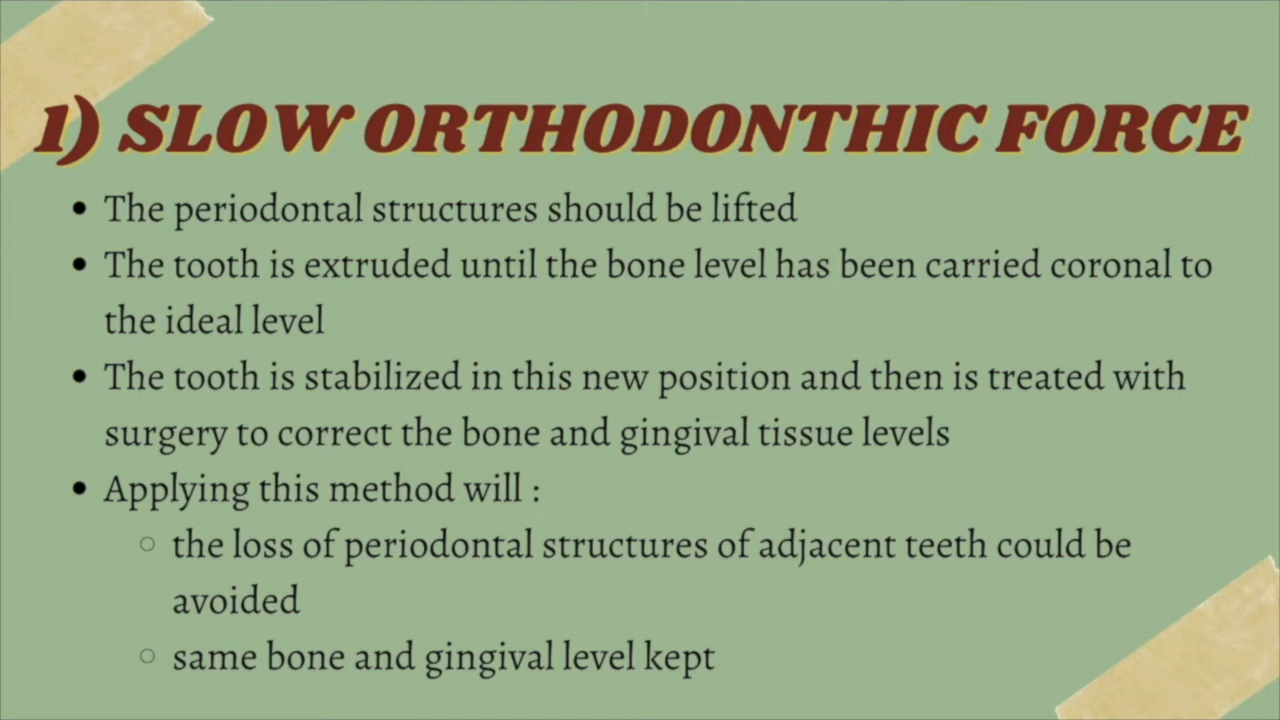 1) SLOW ORTHODONTHIC FORCE
• The periodontal structures should be lifted
• The tooth is extruded until the bone level has been carried coronal to
the ideal level
• The tooth is stabilized in this new position and then is treated with
surgery to correct the bone and gingival tissue levels
• Applying this method will :
○ the loss of periodontal structures of adjacent teeth could be
avoided
○ same bone and gingival level kept